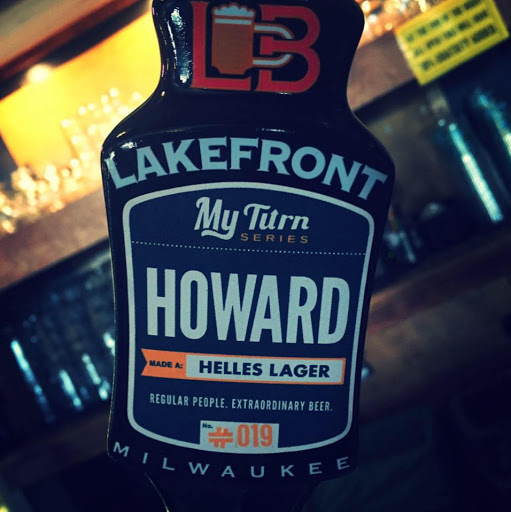 LB
LAKEFRONT
My Turn
SERIES
HOWARD
MADE A: HELLES LAGER
REGULAR PEOPLE. EXTRAORDINARY BEER.
No.
#019
MILWAUKEE